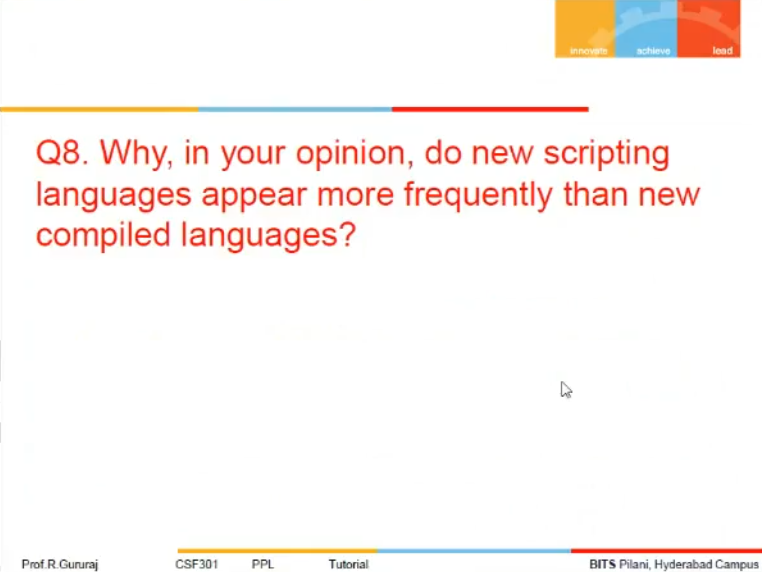 innovate achieve lead
Q8. Why, in your opinion, do new scripting
languages appear more frequently than new
compiled languages?
Prof.R.Gururaj CSF301 PPL Tutorial BITS Pilani, Hyderabad Campus